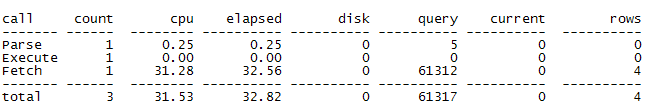 call     count       cpu    elapsed       disk      query    current        rows
------- ------  -------- ---------- ---------- ---------- ----------  ----------
Parse        1      0.25       0.25          0          5          0           0
Execute      1      0.00       0.00          0          0          0           0
Fetch        1     31.28      32.56          0      61312          0           4
------- ------  -------- ---------- ---------- ---------- ----------  ----------
total        3     31.53      32.82          0      61317          0           4